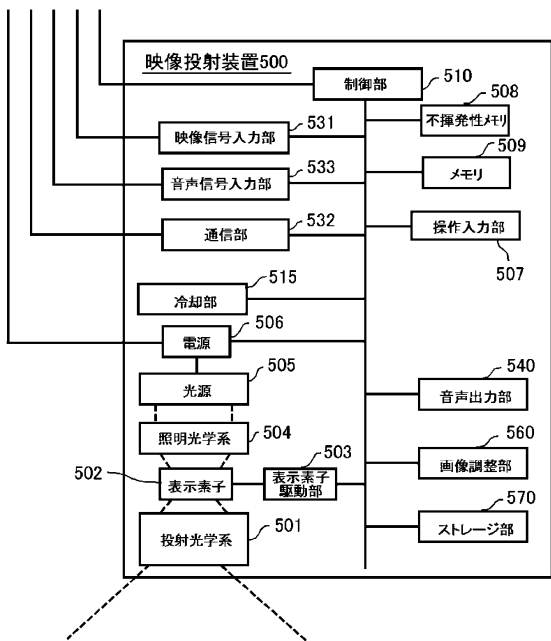 映像投射装置500
制御部
510
508
不揮発性メモリ
映像信号入力部
531
509
メモリ
音声信号入力部
533
通信部
532
操作入力部
507
冷却部
515
電源
506
光源
505
540
音声出力部
照明光学系
504
503
560
502
表示素子
表示素子
駆動部
画像調整部
570
投射光学系
501
ストレージ部